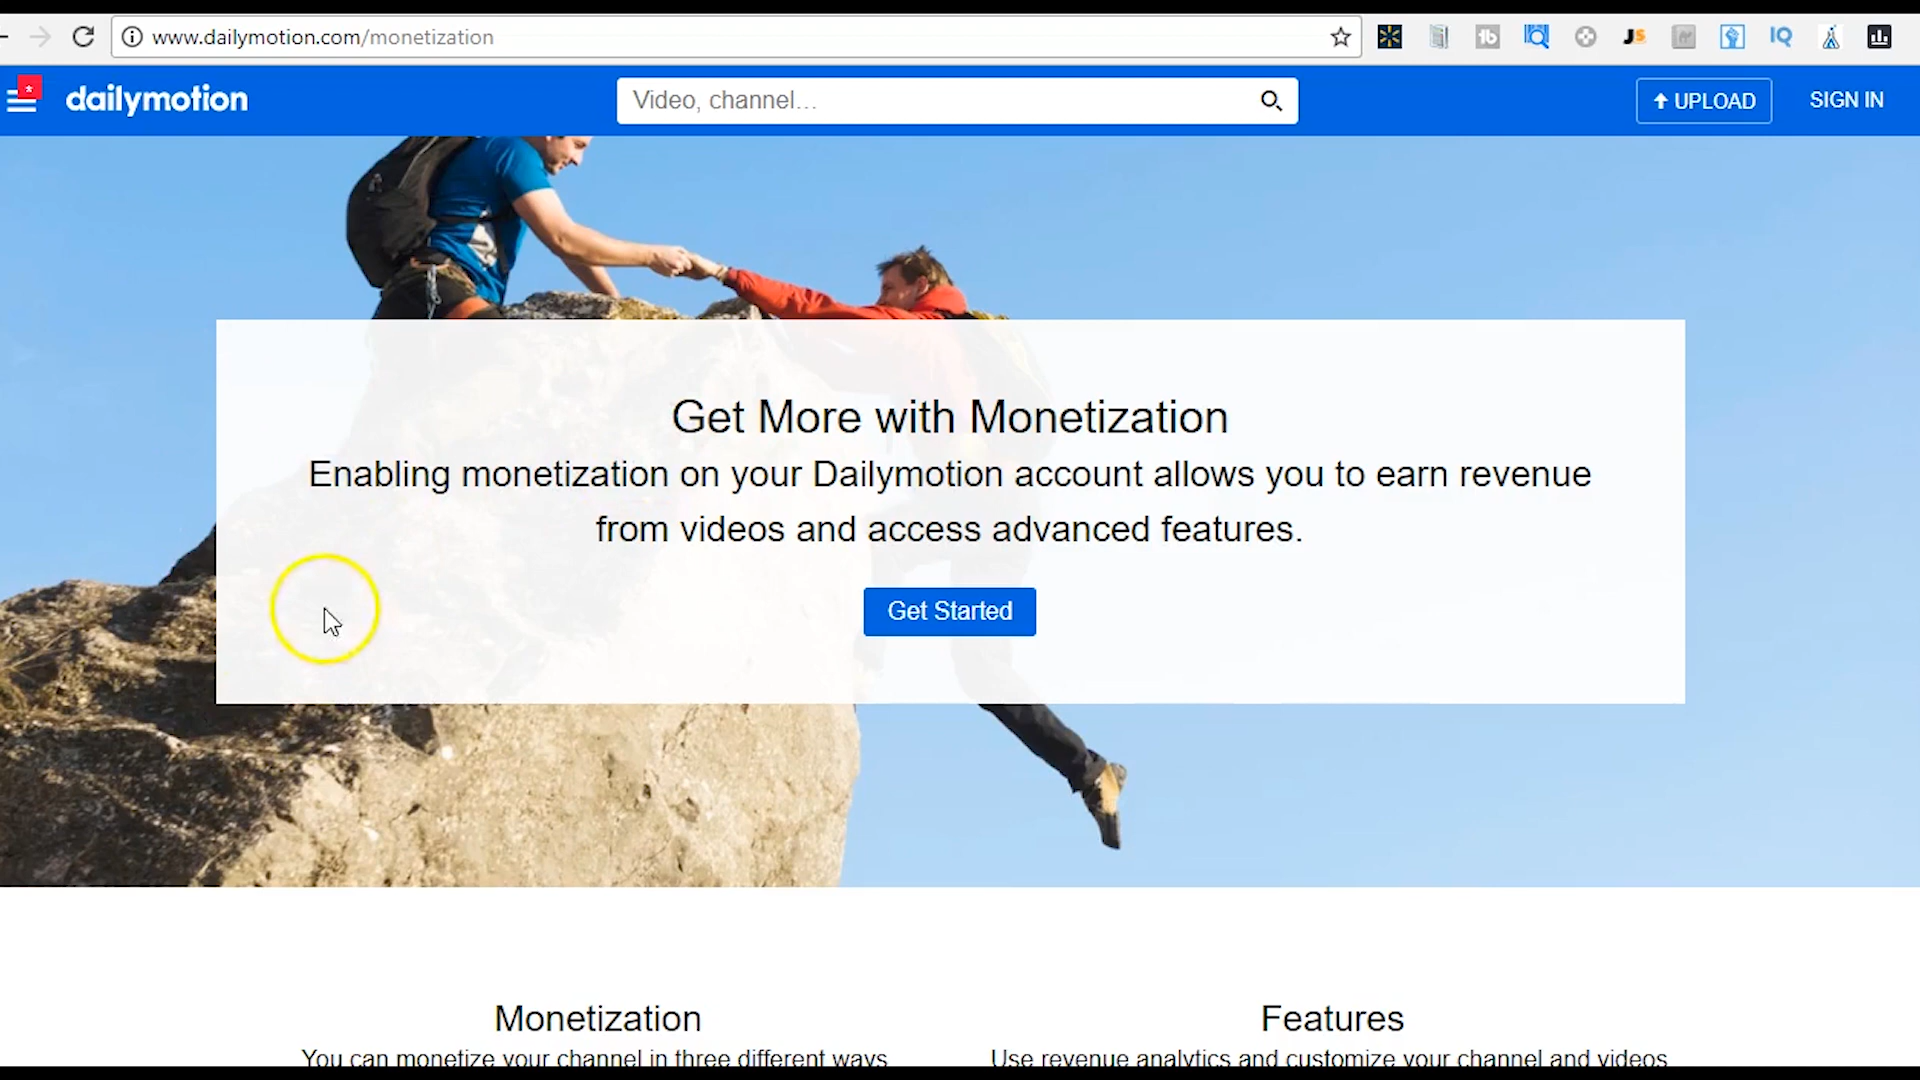 www.dailymotion.com/monetization
dailymotion
Video, channel...
UPLOAD
SIGN IN
Get More with Monetization
Enabling monetization on your Dailymotion account allows you to earn revenue
from videos and access advanced features.
Get Started
Monetization
Features
You can monetize your channel in three different ways
Use revenue analytics and customize your channel and videos
JS
IQ